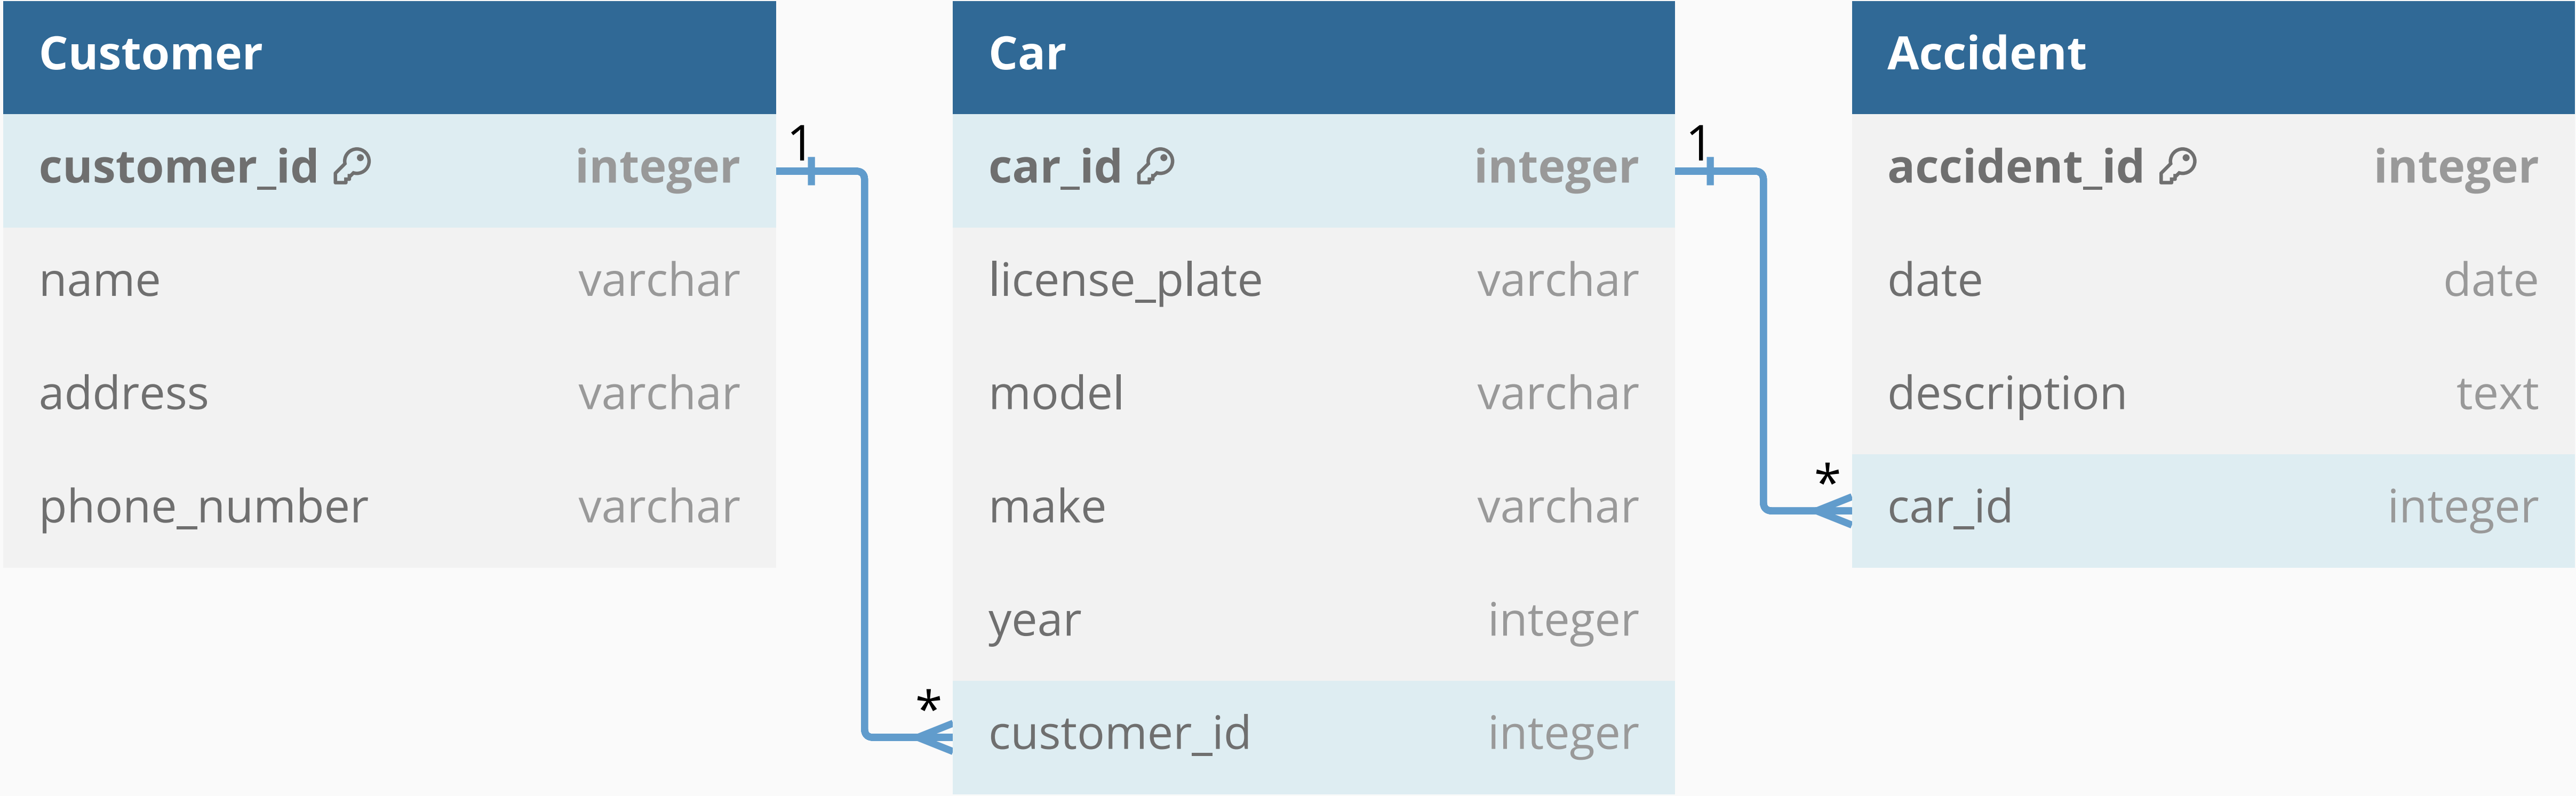 Customer
customer_id integer
name varchar
address varchar
phone_number varchar
1
*
Car
car_id integer
license_plate varchar
model varchar
make varchar
year integer
customer_id integer
1
*
Accident
accident_id integer
date date
description text
car_id integer